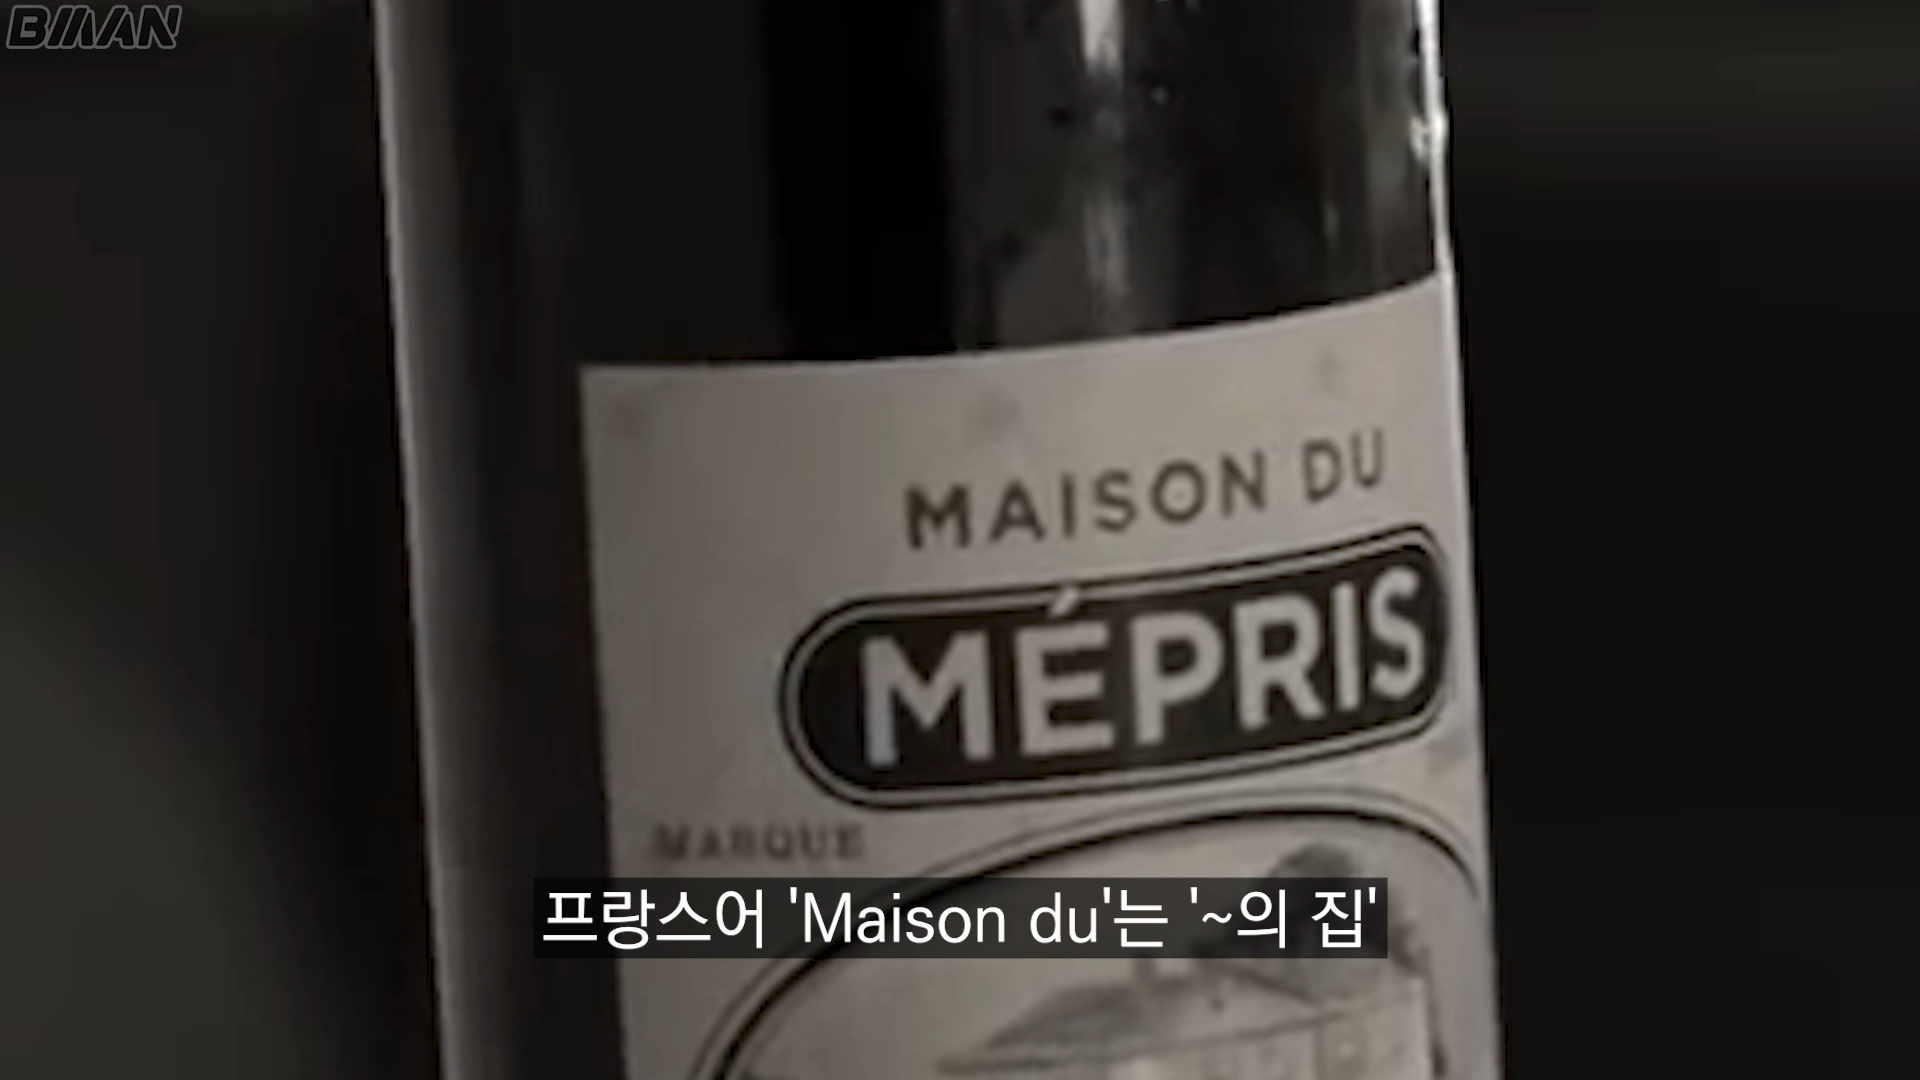 BMAN
MAISON DU
MÉPRIS
MARQUE
프랑스어 'Maison du'는 '~의 집'